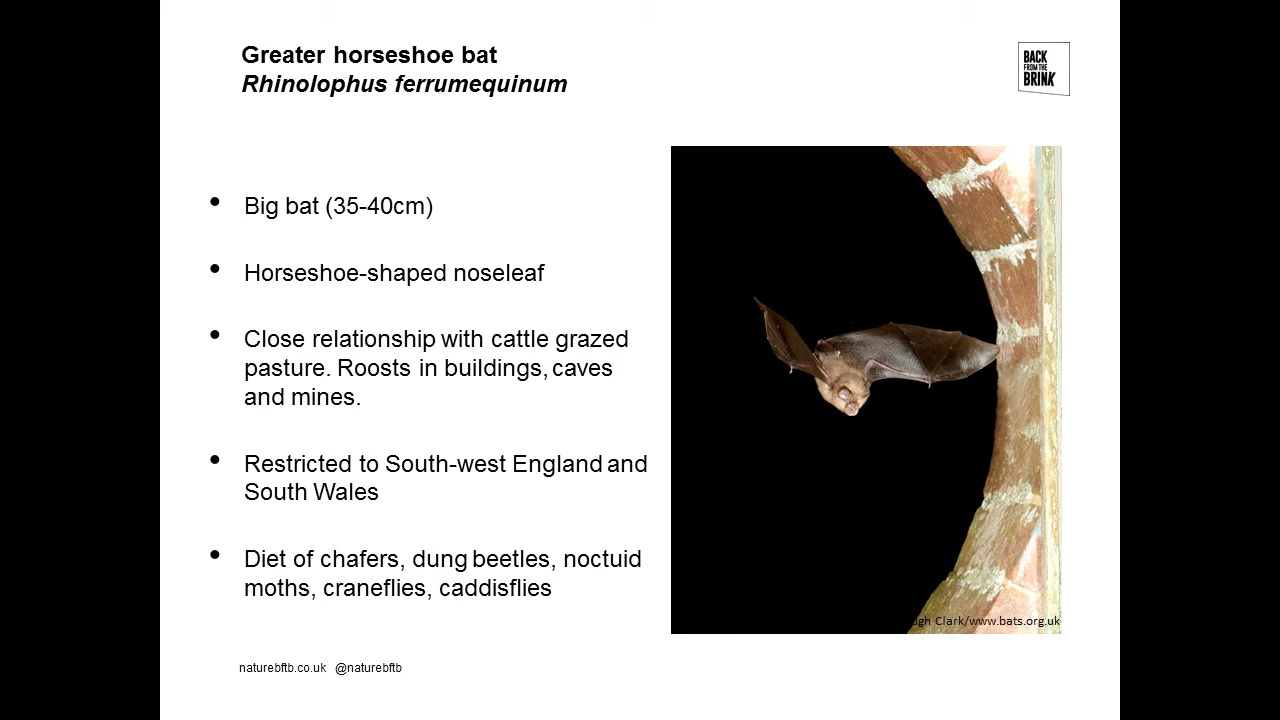 Greater horseshoe bat
Rhinolophus ferrumequinum
BACK
FROM THE
BRINK
• Big bat (35-40cm)
• Horseshoe-shaped noseleaf
• Close relationship with cattle grazed
pasture. Roosts in buildings, caves
and mines.
• Restricted to South-west England and
South Wales
• Diet of chafers, dung beetles, noctuid
moths, craneflies, caddisflies
Clark/www.bats.org.uk
naturebftb.co.uk @naturebftb